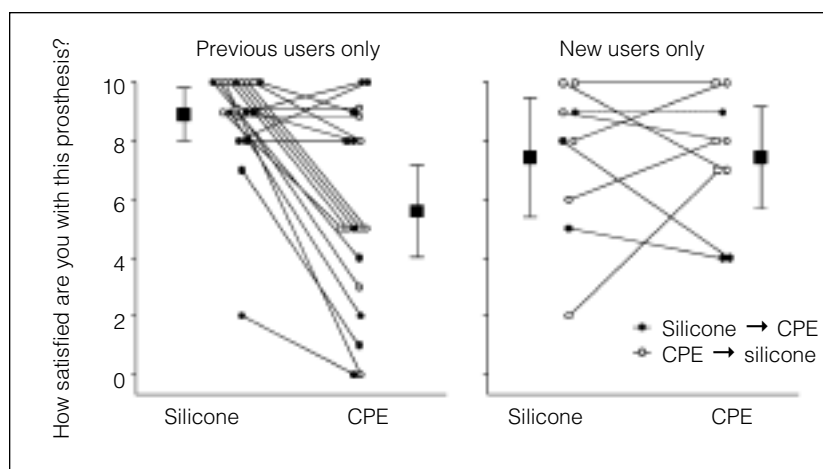 How satisfied are you with this prosthesis?
Previous users only
New users only
10
8
6
4
2
0
Silicone → CPE
CPE → silicone
Silicone
CPE
Silicone
CPE